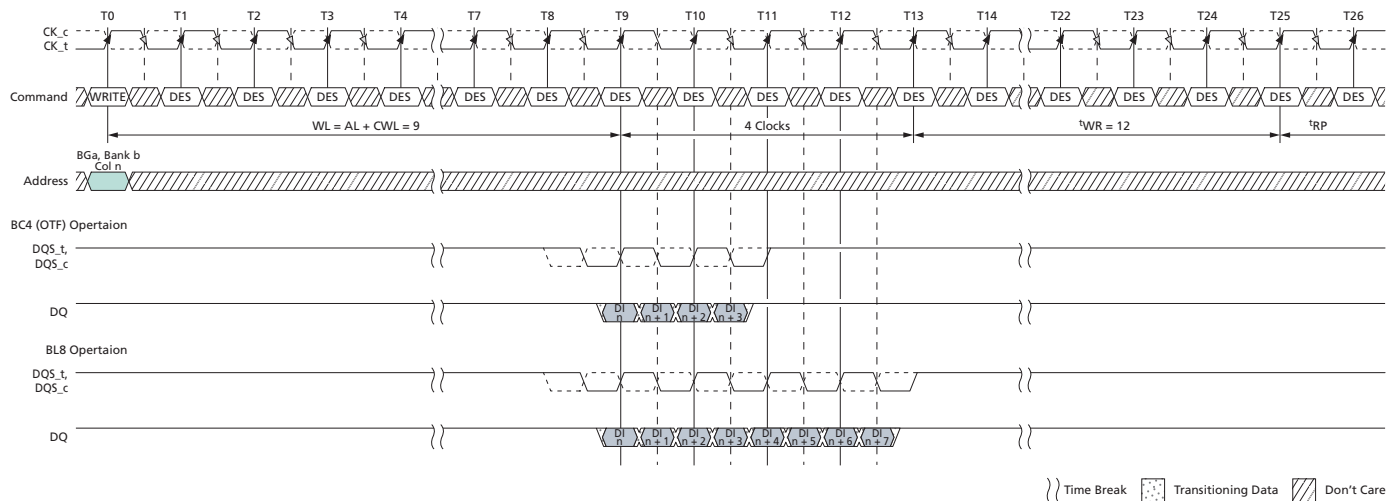 T0 T1 T2 T3 T4 T7 T8 T9 T10 T11 T12 T13 T14 T22 T23 T24 T25 T26
CK_c
CK_t
Command WRITE DES DES DES DES DES DES DES DES DES DES DES DES DES DES DES DES DES
WL = AL + CWL = 9 4 Clocks tWR = 12 tRP
BGa, Bank b
Col n
Address
BC4 (OTF) Opertaion
DQS_t,
DQS_c
DQ DI n DI n + 1 DI n + 2 DI n + 3
BL8 Opertaion
DQS_t,
DQS_c
DQ DI n DI n + 1 DI n + 2 DI n + 3 DI n + 4 DI n + 5 DI n + 6 DI n + 7
Time Break Transitioning Data Don't Care